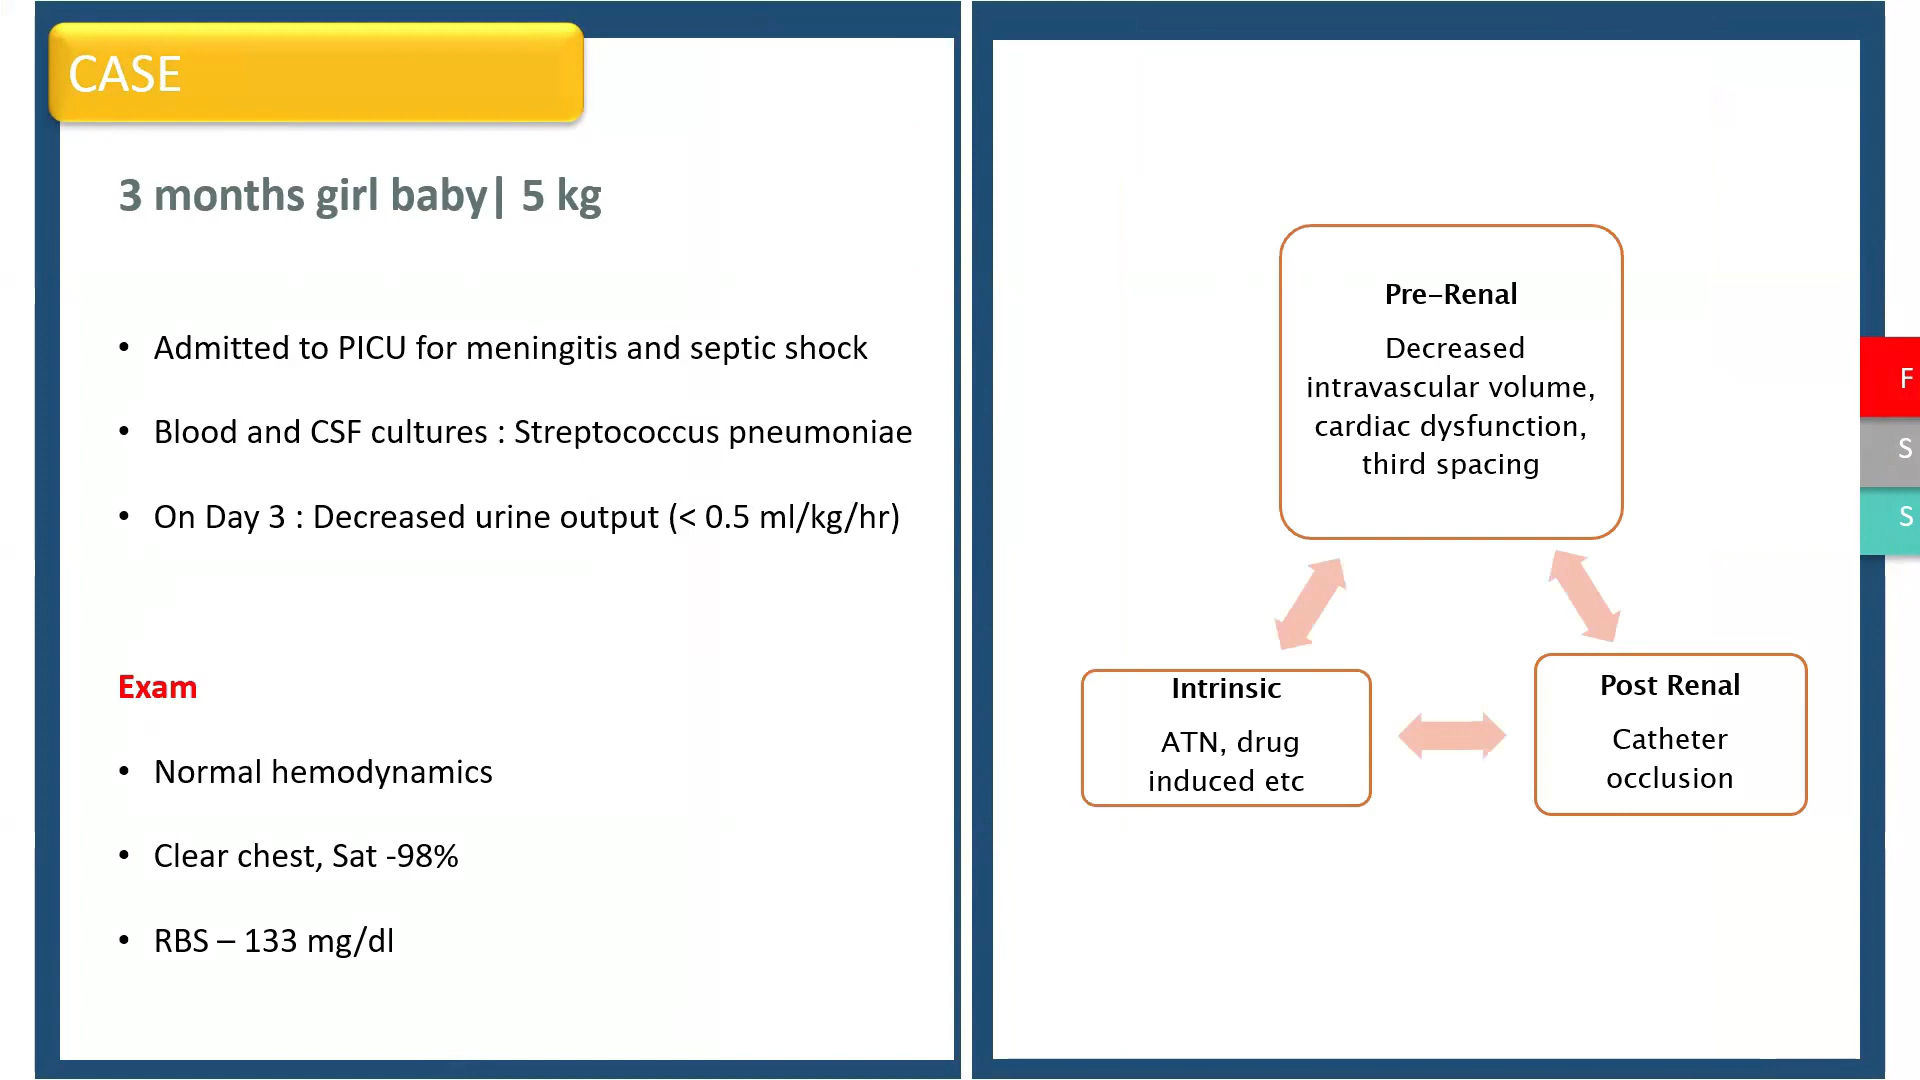 CASE
3 months girl baby| 5 kg
• Admitted to PICU for meningitis and septic shock
• Blood and CSF cultures : Streptococcus pneumoniae
• On Day 3 : Decreased urine output (< 0.5 ml/kg/hr)
Exam
• Normal hemodynamics
• Clear chest, Sat -98%
• RBS – 133 mg/dl
Pre-Renal
Decreased
intravascular volume,
cardiac dysfunction,
third spacing
Intrinsic
ATN, drug
induced etc
Post Renal
Catheter
occlusion
F
S
S